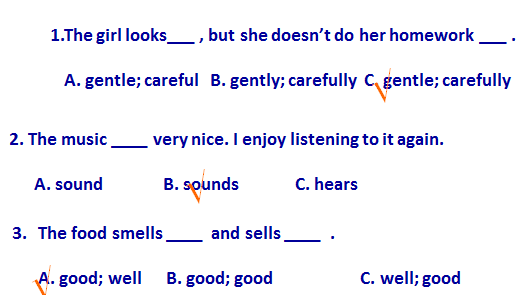 1.The girl looks___ , but she doesn't do her homework ___ .
A. gentle; careful B. gently; carefully C. gentle; carefully
2. The music ____ very nice. I enjoy listening to it again.
A. sound B. sounds C. hears
3. The food smells____ and sells____ .
A. good; well B. good; good C. well; good